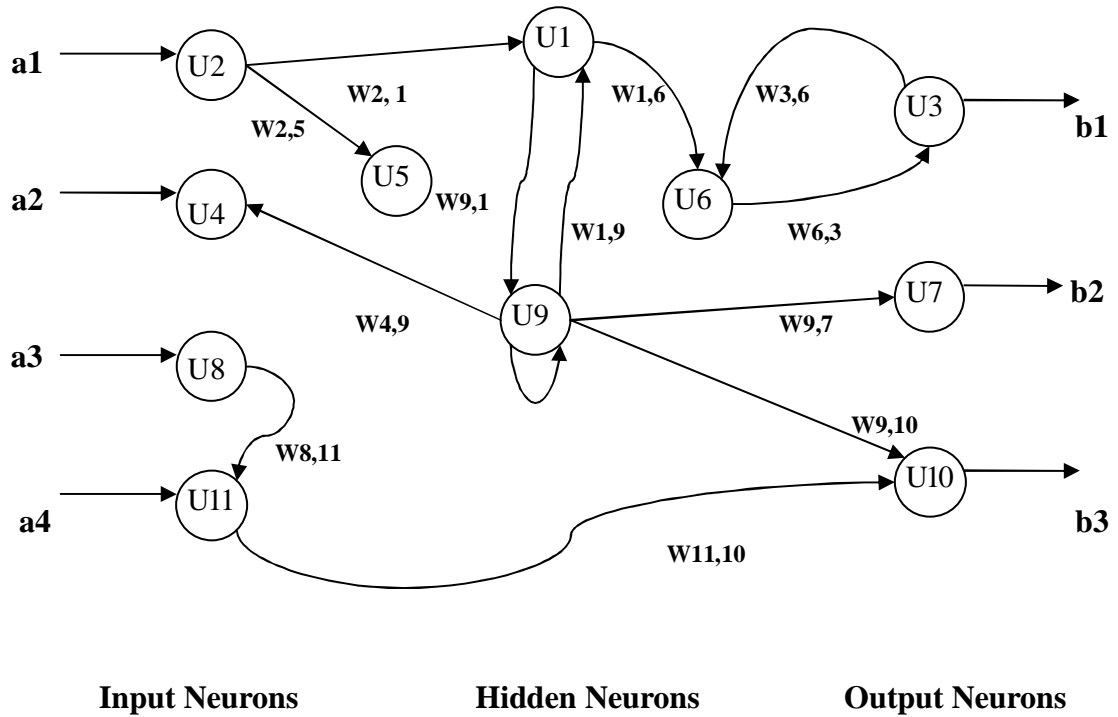 a1
U2
U1
W2, 1
W1,6
W3,6
U3
b1
W2,5
U5
a2
U4
W9,1
U6
W1,9
W6,3
U9
U7
b2
W4,9
W9,7
a3
U8
W9,10
W8,11
U10
a4
U11
b3
W11,10
Input Neurons
Hidden Neurons
Output Neurons